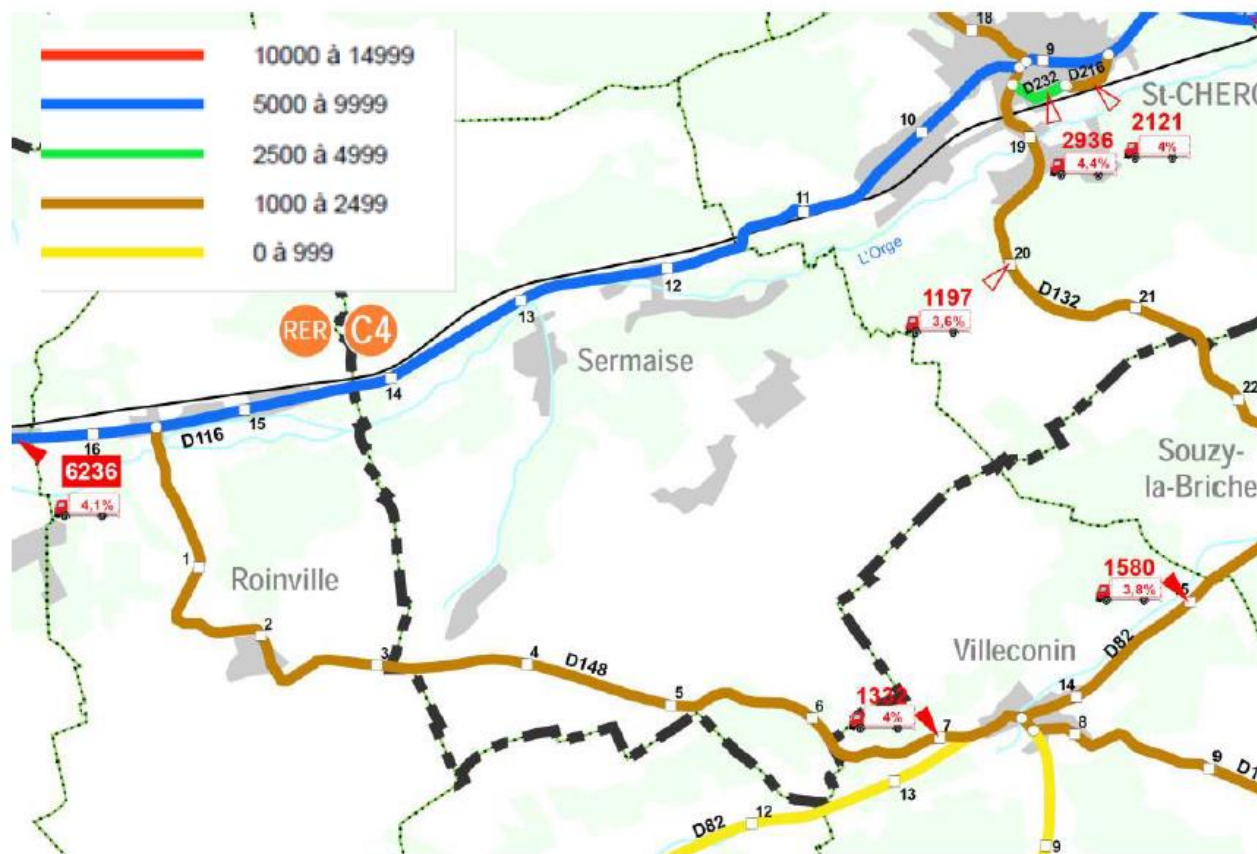 10000 à 14999
5000 à 9999
2500 à 4999
1000 à 2499
0 à 999
18
9
D232
D216
St-CHERO
10
19
2936
4,4%
2121
4%
11
L'Orge
12
20
D132
21
1197
3,6%
13
RER
C4
Sermaise
14
22
15
D116
16
6236
4,1%
Souzy-
la-Briche
1
Roinville
2
3
4
D148
5
6
1580
3,8%
5
D82
Villeconin
14
4%
7
8
9
D1
13
12
D82
9